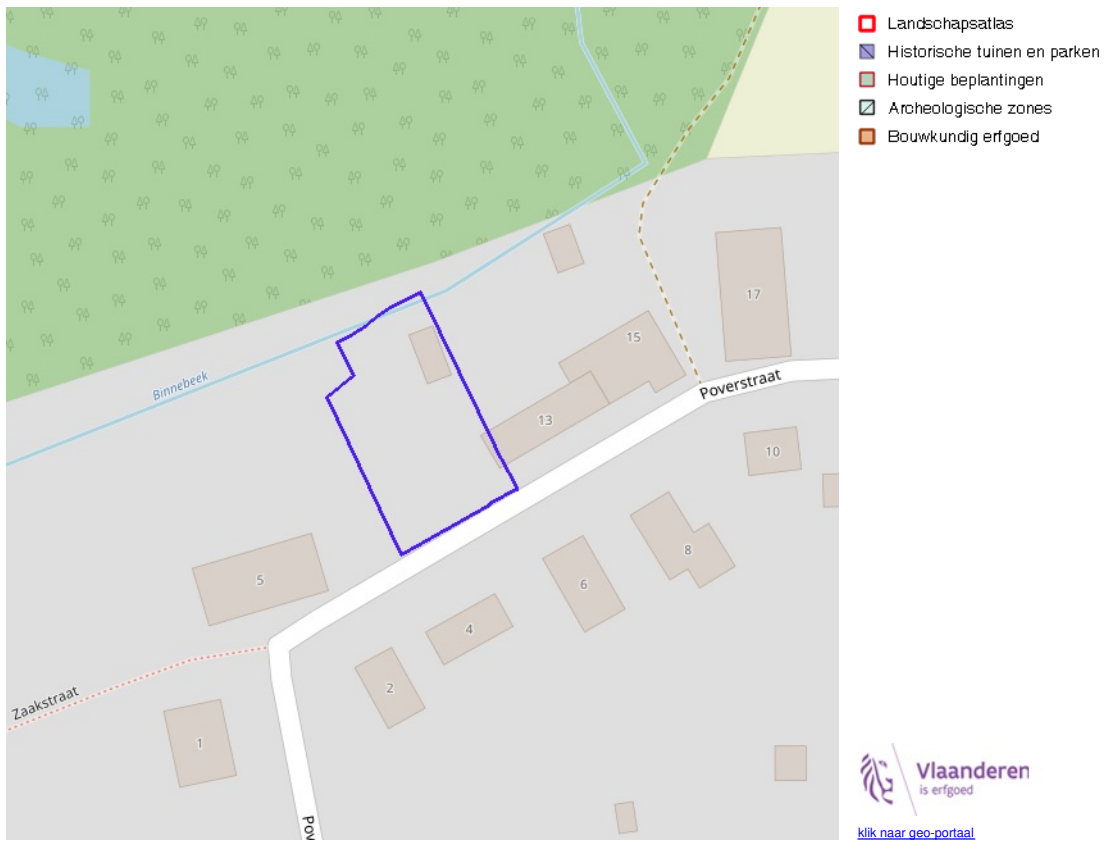 Landschapsatlas
Historische tuinen en parken
Houtige beplantingen
Archeologische zones
Bouwkundig erfgoed
17
15
Binnebeek
Poverstraat
13
10
8
5
6
4
2
Zaakstraat
1
Pov
Vlaanderen
is erfgoed
klik naar geo-portaal